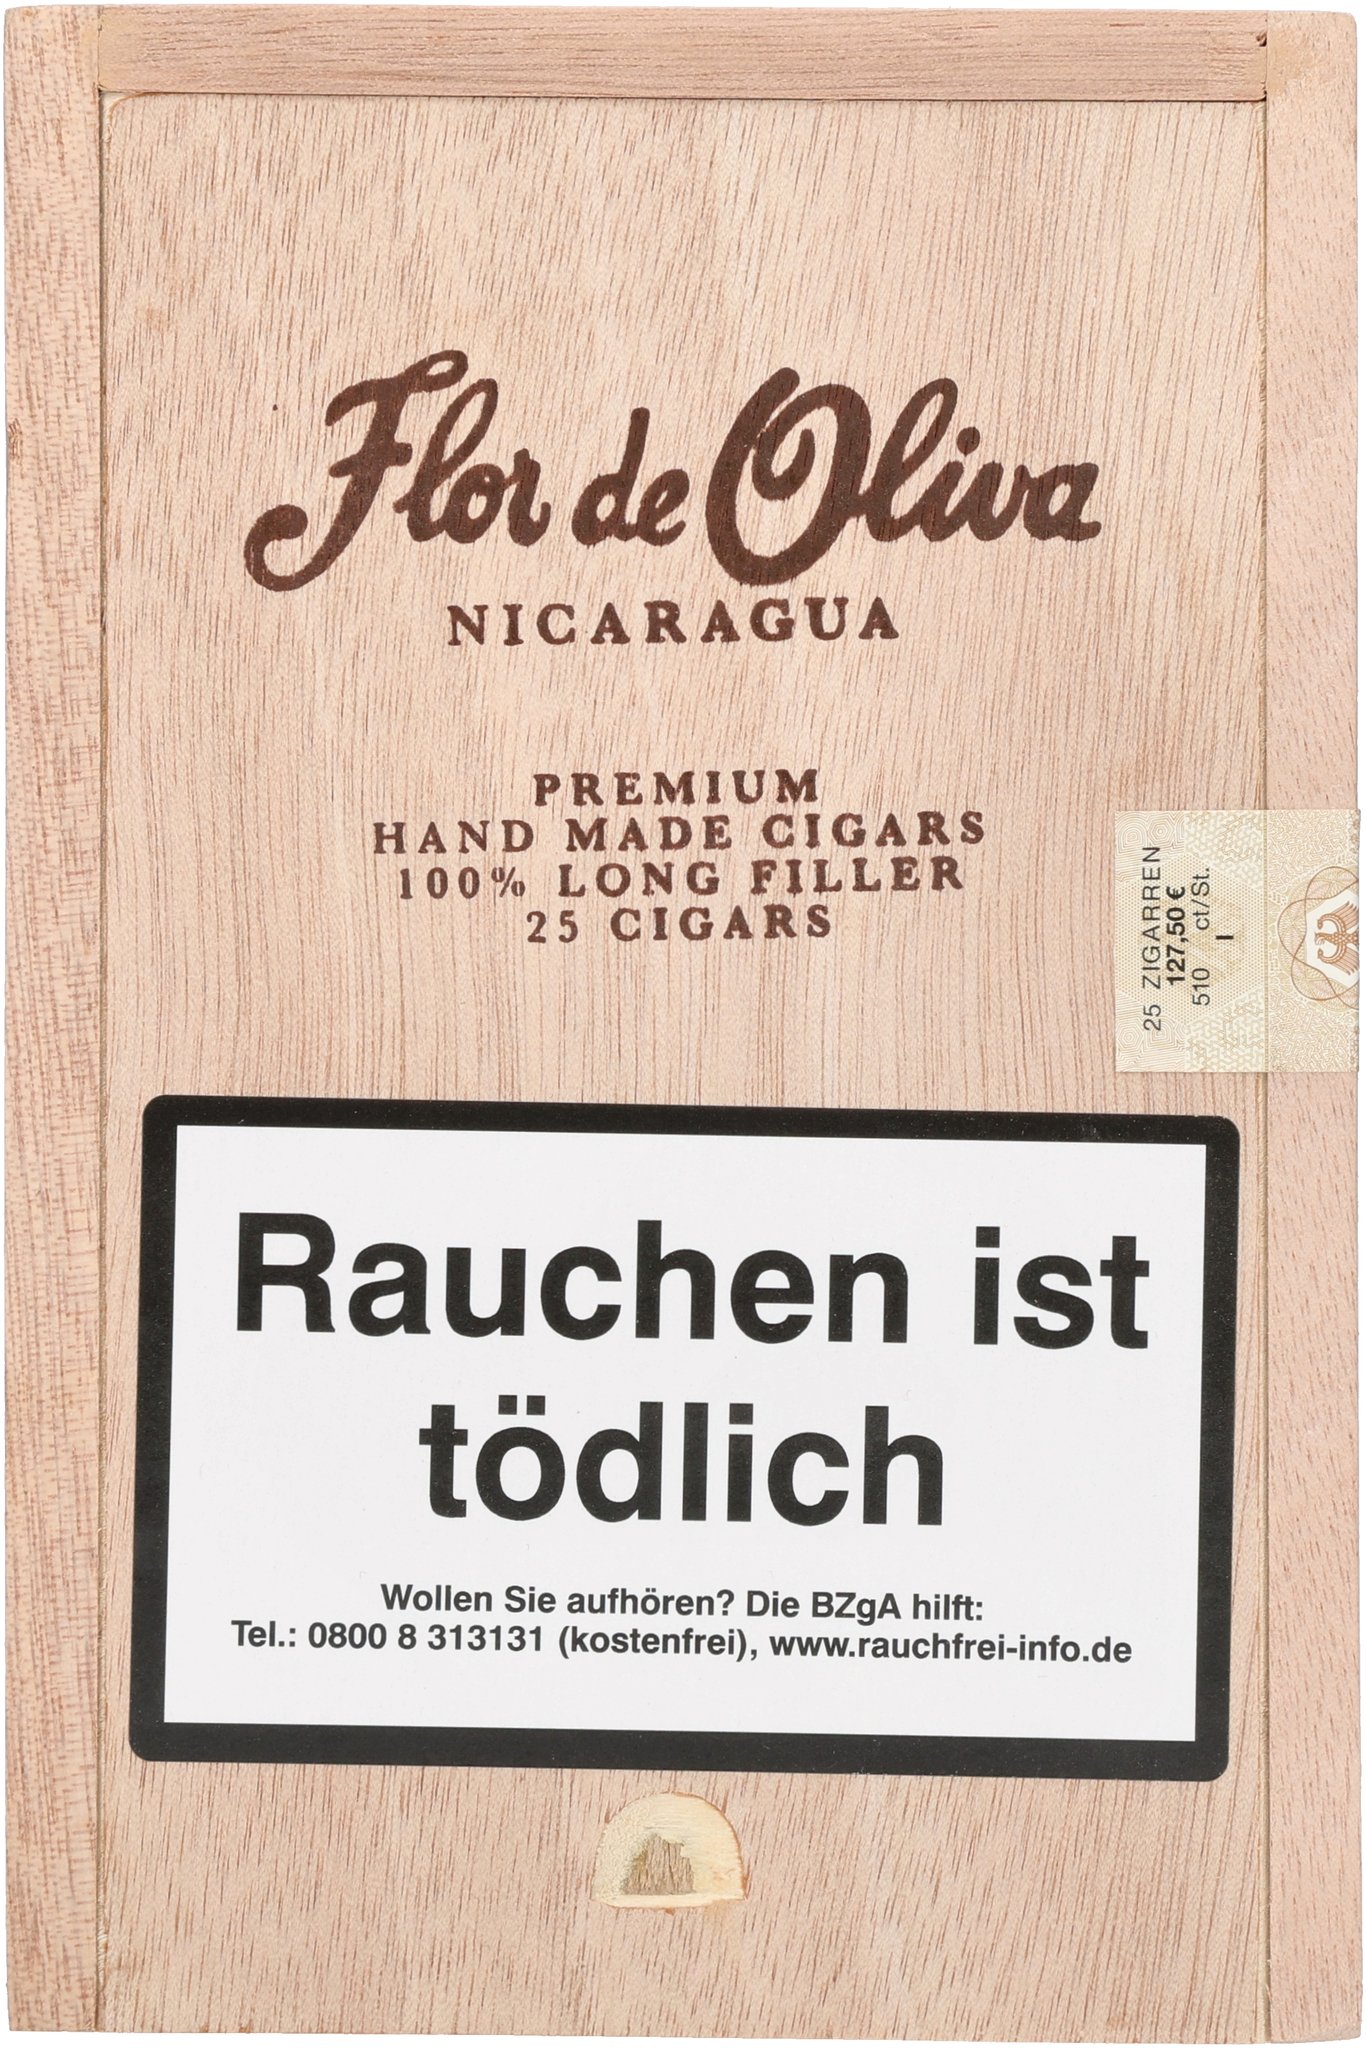 Flor de Oliva
NICARAGUA
PREMIUM
HAND MADE CIGARS
100% LONG FILLER
25 CIGARS
25 ZIGARREN
127,50 €
510 ct/St.
I
Rauchen ist
tödlich
Wollen Sie aufhören? Die BZgA hilft:
Tel.: 0800 8 313131 (kostenfrei), www.rauchfrei-info.de